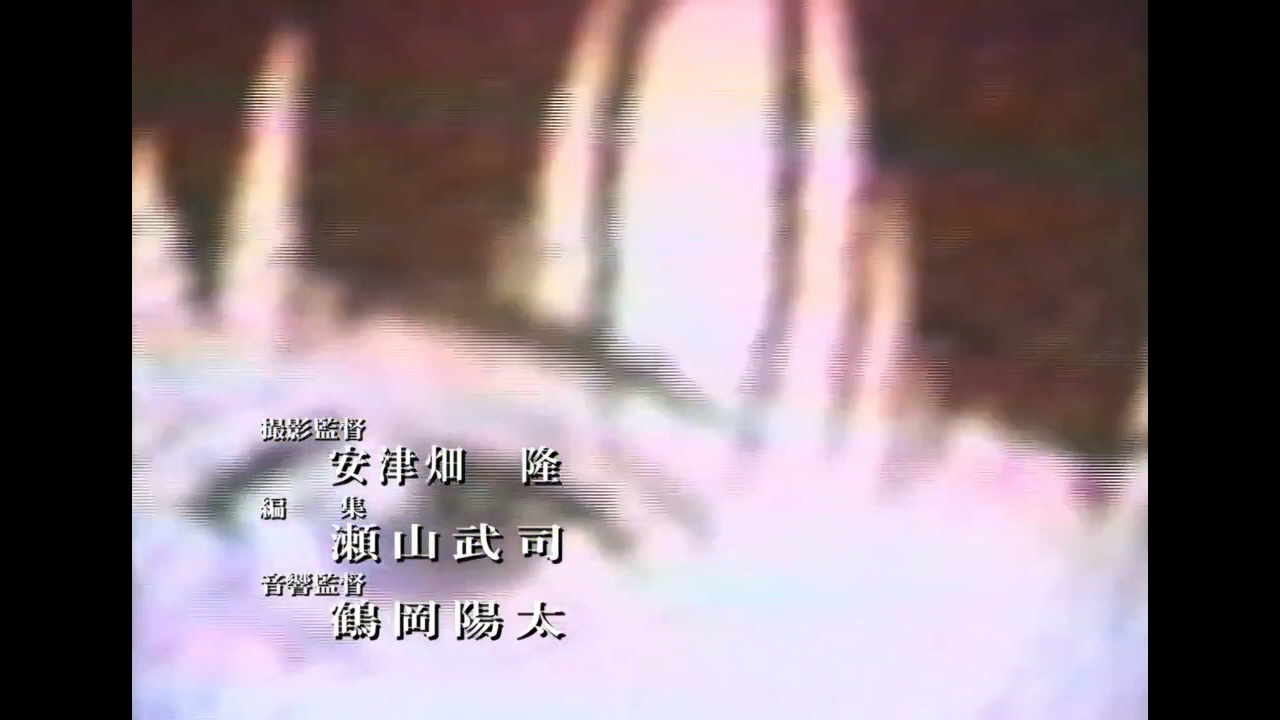 撮影監督
安津畑　隆
編　集
瀬山武司
音響監督
鶴岡陽太